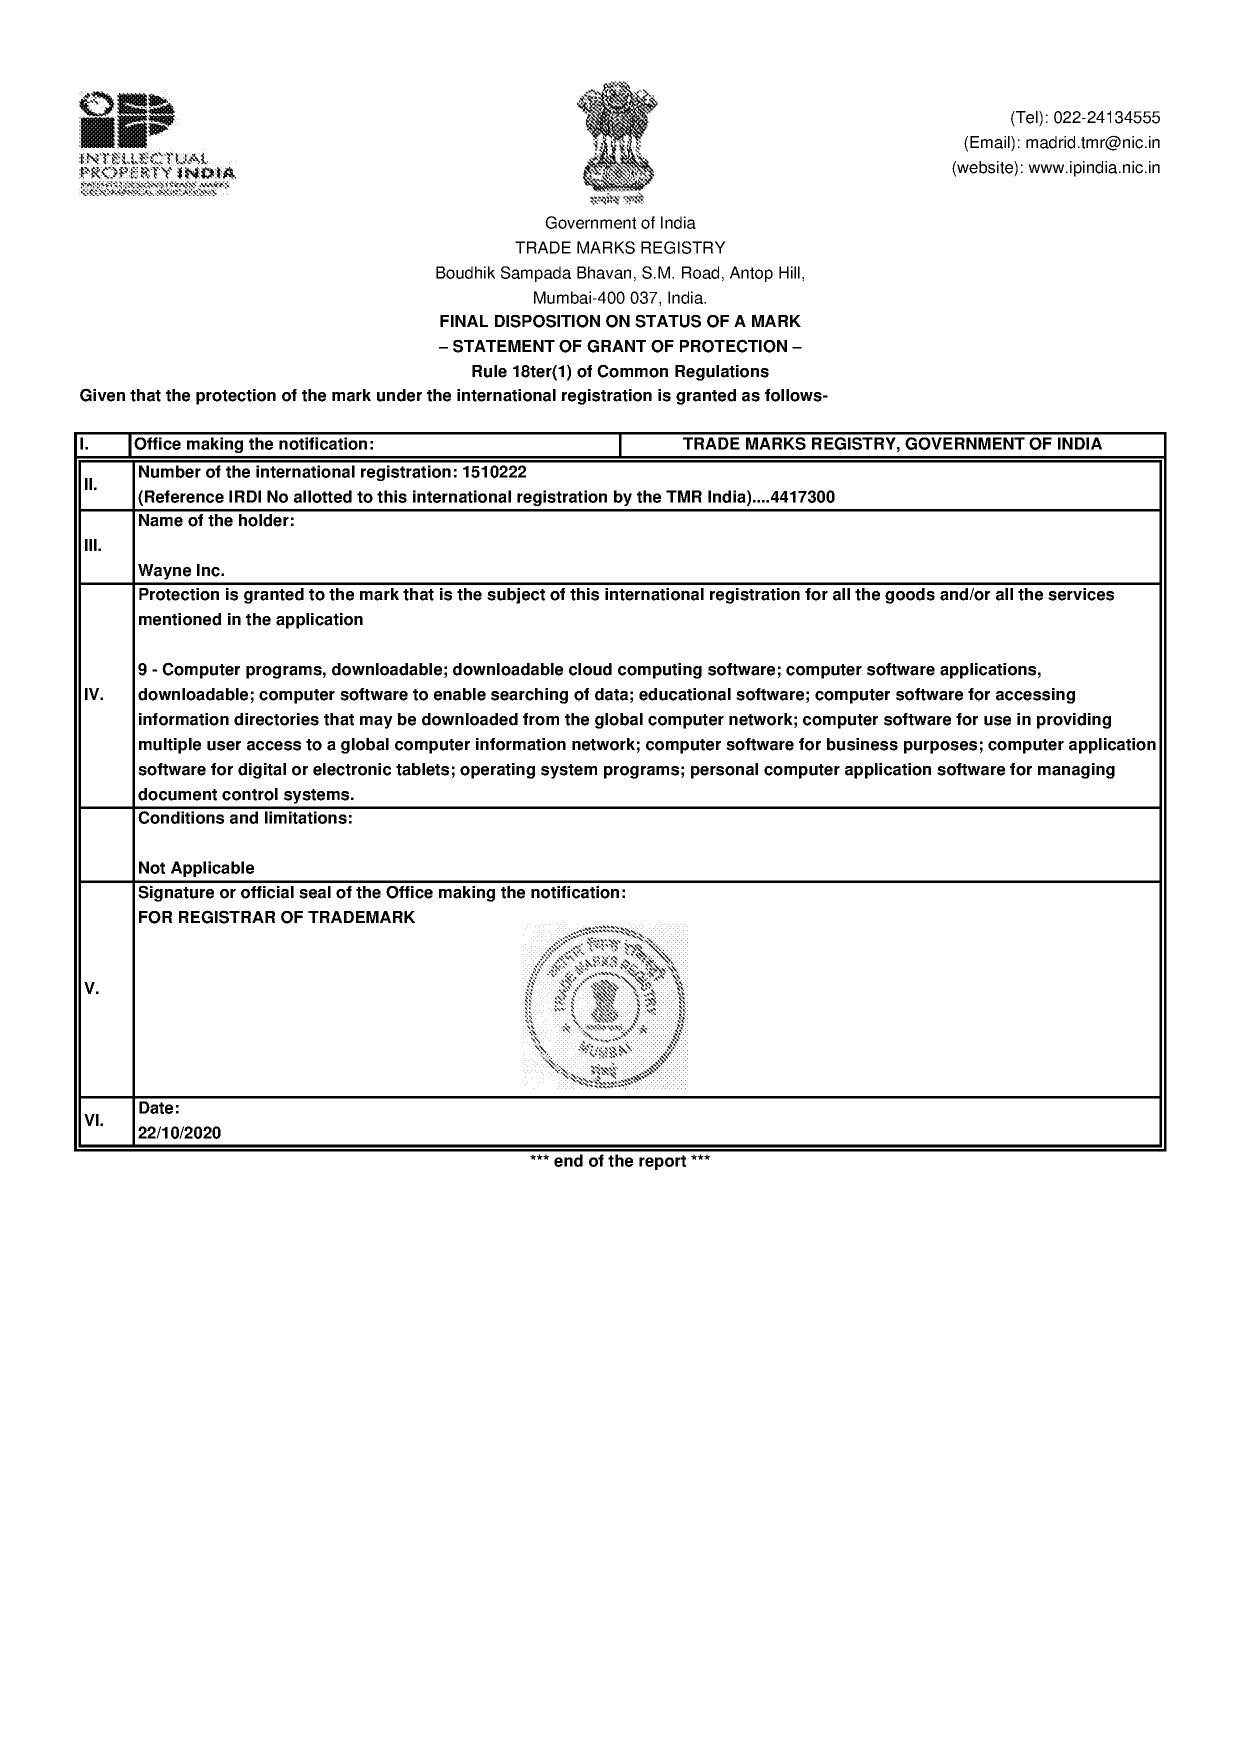 INTELLECTUAL
PROPERTY INDIA
PATENTS | DESIGNS | TRADE MARKS
GEOGRAPHICAL INDICATIONS
(Tel): 022-24134555
(Email): madrid.tmr@nic.in
(website): www.ipindia.nic.in
सत्यमेव जयते
Government of India
TRADE MARKS REGISTRY
Boudhik Sampada Bhavan, S.M. Road, Antop Hill,
Mumbai-400 037, India.
FINAL DISPOSITION ON STATUS OF A MARK
– STATEMENT OF GRANT OF PROTECTION –
Rule 18ter(1) of Common Regulations
Given that the protection of the mark under the international registration is granted as follows-
I. Office making the notification: TRADE MARKS REGISTRY, GOVERNMENT OF INDIA
II. Number of the international registration: 1510222
(Reference IRDI No allotted to this international registration by the TMR India)....4417300
III. Name of the holder:
Wayne Inc.
IV. Protection is granted to the mark that is the subject of this international registration for all the goods and/or all the services
mentioned in the application
9 - Computer programs, downloadable; downloadable cloud computing software; computer software applications,
downloadable; computer software to enable searching of data; educational software; computer software for accessing
information directories that may be downloaded from the global computer network; computer software for use in providing
multiple user access to a global computer information network; computer software for business purposes; computer application
software for digital or electronic tablets; operating system programs; personal computer application software for managing
document control systems.
Conditions and limitations:
Not Applicable
V. Signature or official seal of the Office making the notification:
FOR REGISTRAR OF TRADEMARK
TRADE MARKS REGISTRY
MUMBAI
मुंबई
VI. Date:
22/10/2020
*** end of the report ***